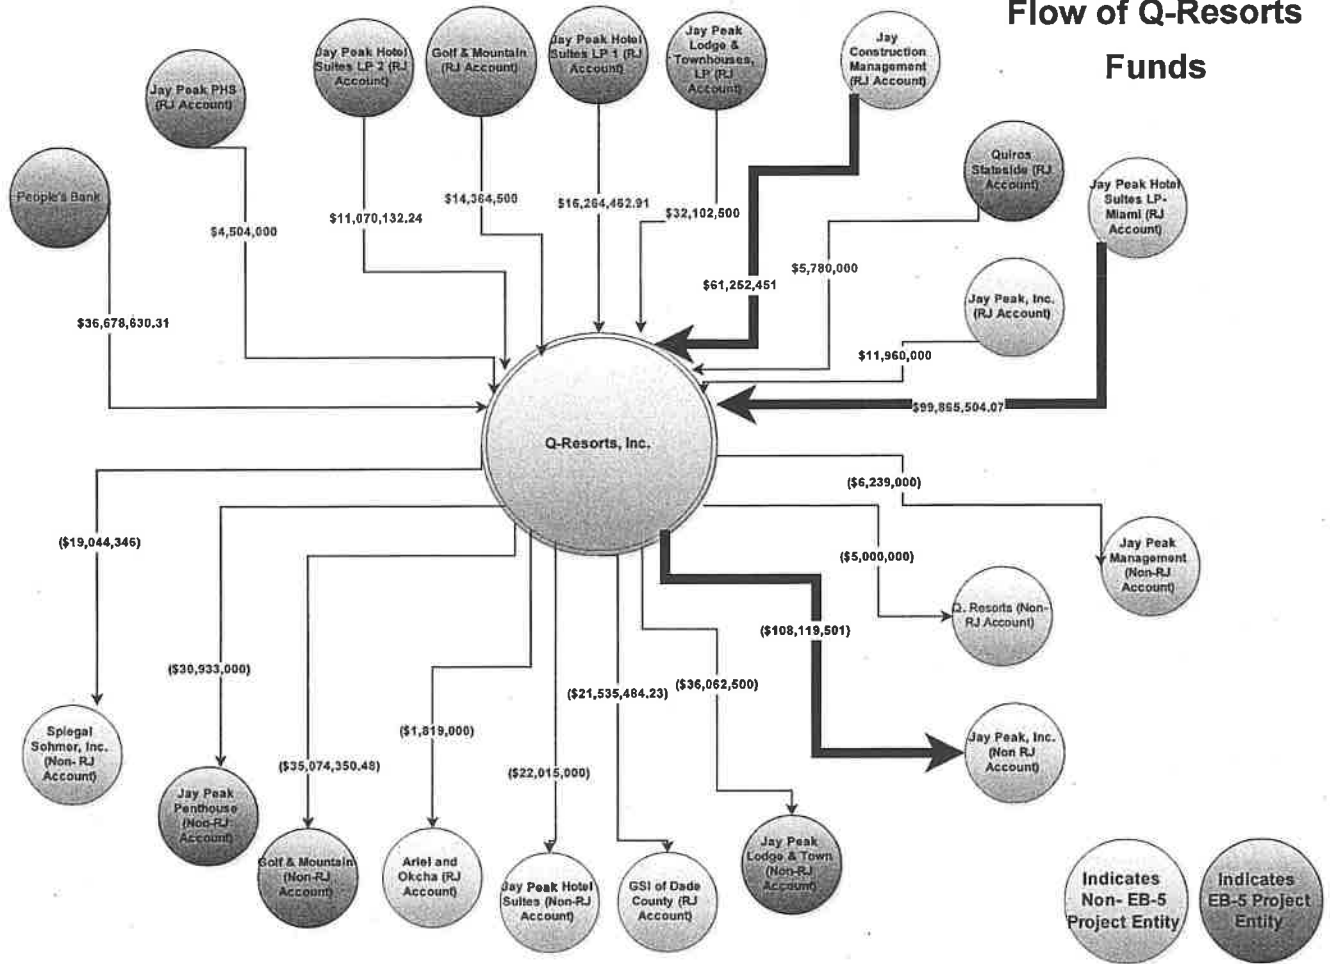 Flow of Q-Resorts
Funds
People's Bank
Jay Peak PHS
(RJ Account)
Jay Peak Hotel
Suites LP 2 (RJ
Account)
Golf & Mountain
(RJ Account)
Jay Peak Hotel
Suites LP 1 (RJ
Account)
Jay Peak
Lodge &
Townhouses,
LP (RJ
Account)
Jay
Construction
Management
(RJ Account)
Quiros
Stateside (RJ
Account)
Jay Peak Hotel
Suites LP-
Miami (RJ
Account)
Jay Peak, Inc.
(RJ Account)
$36,678,630.31
$4,504,000
$11,070,132.24
$14,364,500
$16,264,462.91
$32,102,500
$61,252,451
$5,780,000
$11,960,000
$99,865,504.07
Q-Resorts, Inc.
($19,044,346)
($30,933,000)
($35,074,350.48)
($1,819,000)
($22,015,000)
($21,535,484.23)
($36,062,500)
($108,119,501)
($5,000,000)
($6,239,000)
Spiegal
Sohmer, Inc.
(Non- RJ
Account)
Jay Peak
Penthouse
(Non-RJ
Account)
Golf & Mountain
(Non-RJ
Account)
Ariel and
Okcha (RJ
Account)
Jay Peak Hotel
Suites (Non-RJ
Account)
GSI of Dade
County (RJ
Account)
Jay Peak
Lodge & Town
(Non-RJ
Account)
Jay Peak, Inc.
(Non RJ
Account)
Q. Resorts (Non-
RJ Account)
Jay Peak
Management
(Non-RJ
Account)
Indicates
Non- EB-5
Project Entity
Indicates
EB-5 Project
Entity